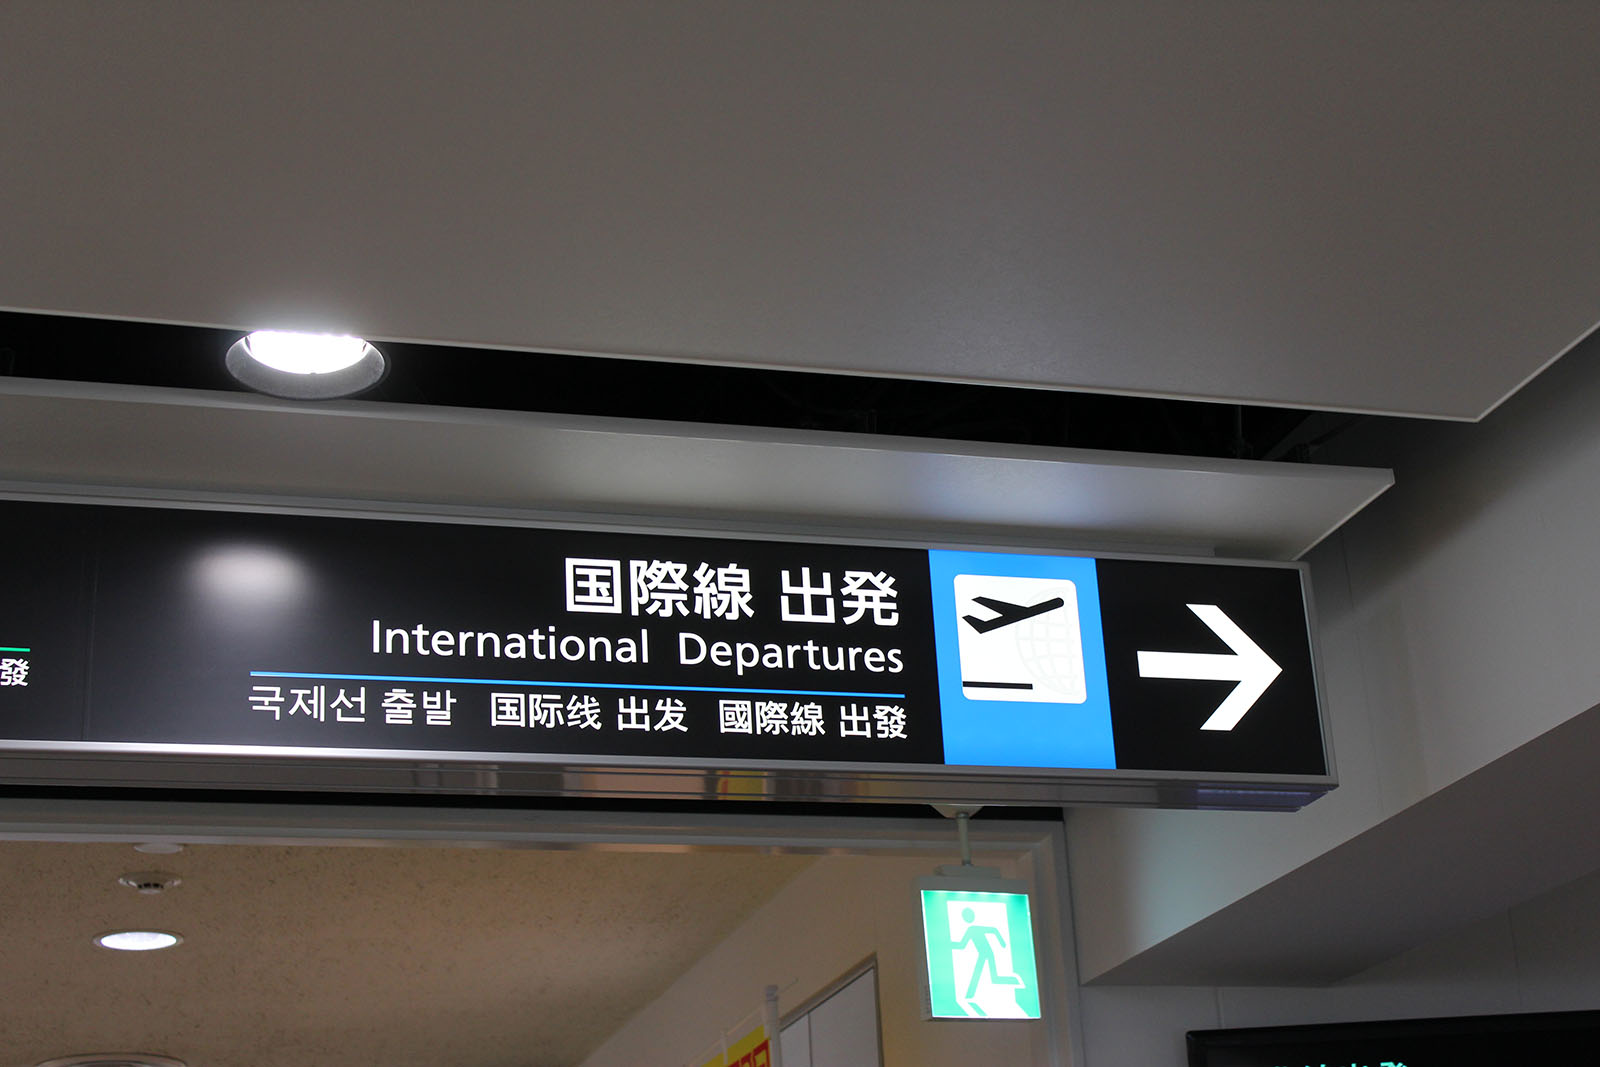 国際線 出発
International Departures
국제선 출발 国际线 出发 國際線 出發
發